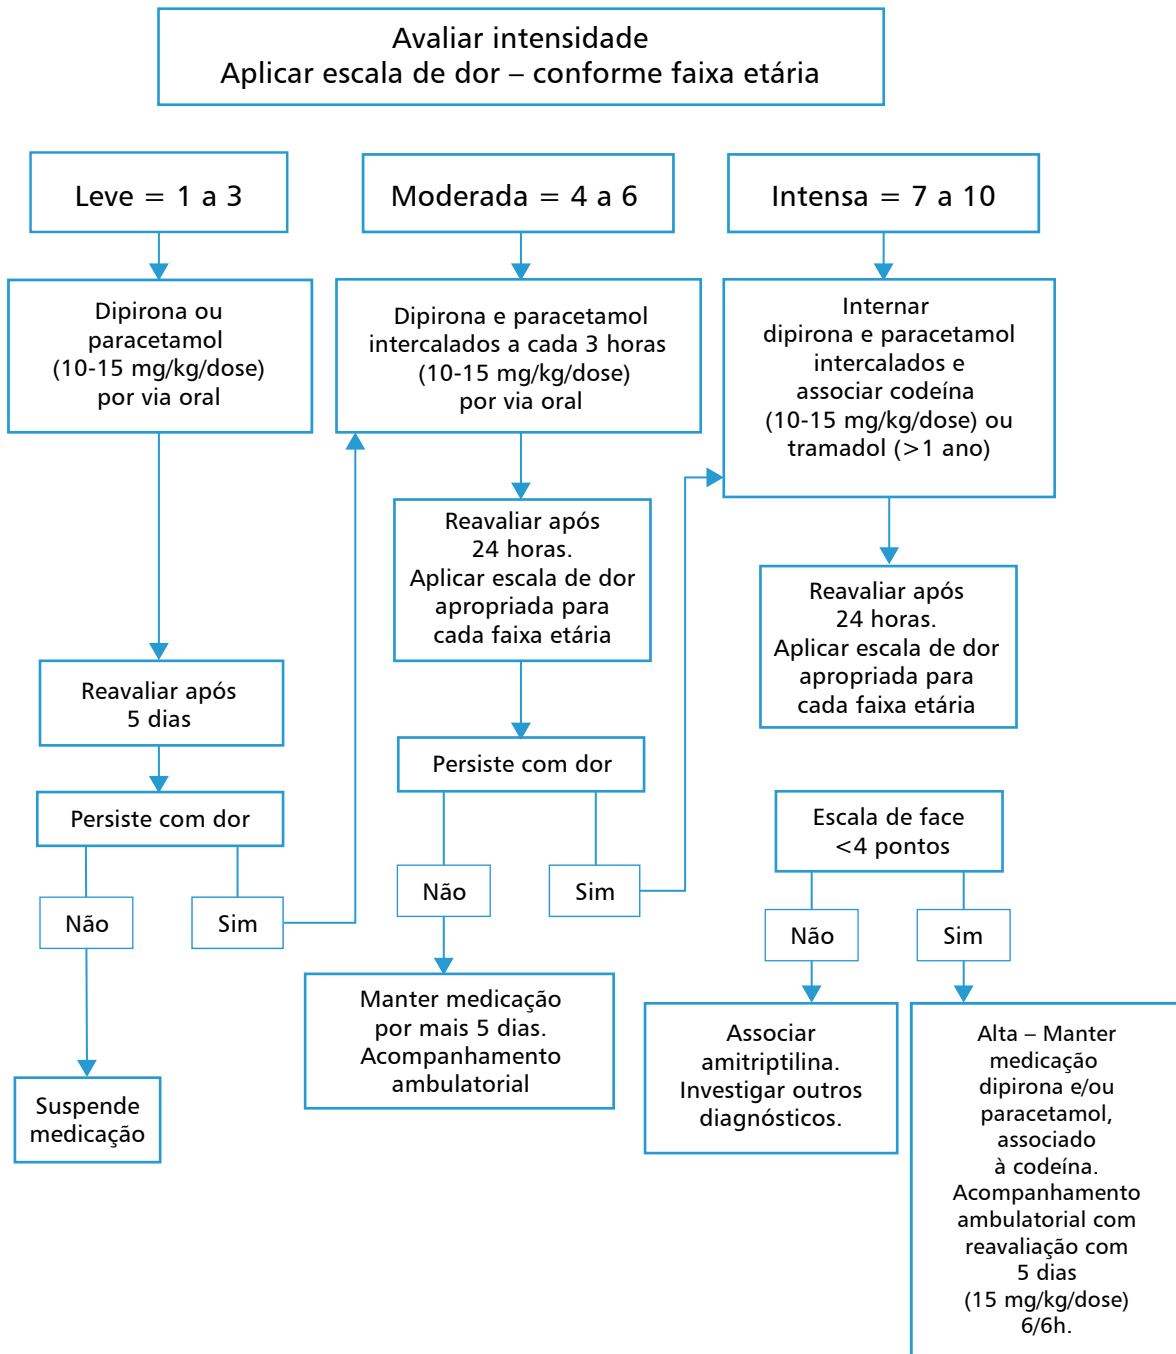 Avaliar intensidade
Aplicar escala de dor – conforme faixa etária
Leve = 1 a 3
Moderada = 4 a 6
Intensa = 7 a 10
Dipirona ou
paracetamol
(10-15 mg/kg/dose)
por via oral
Dipirona e paracetamol
intercalados a cada 3 horas
(10-15 mg/kg/dose)
por via oral
Internar
dipirona e paracetamol
intercalados e
associar codeína
(10-15 mg/kg/dose) ou
tramadol (>1 ano)
Reavaliar após
24 horas.
Aplicar escala de dor
apropriada para
cada faixa etária
Reavaliar após
24 horas.
Aplicar escala de dor
apropriada para
cada faixa etária
Reavaliar após
5 dias
Persiste com dor
Persiste com dor
Escala de face
<4 pontos
Não
Sim
Não
Sim
Não
Sim
Suspende
medicação
Manter medicação
por mais 5 dias.
Acompanhamento
ambulatorial
Associar
amitriptilina.
Investigar outros
diagnósticos.
Alta – Manter
medicação
dipirona e/ou
paracetamol,
associado
à codeína.
Acompanhamento
ambulatorial com
reavaliação com
5 dias
(15 mg/kg/dose)
6/6h.